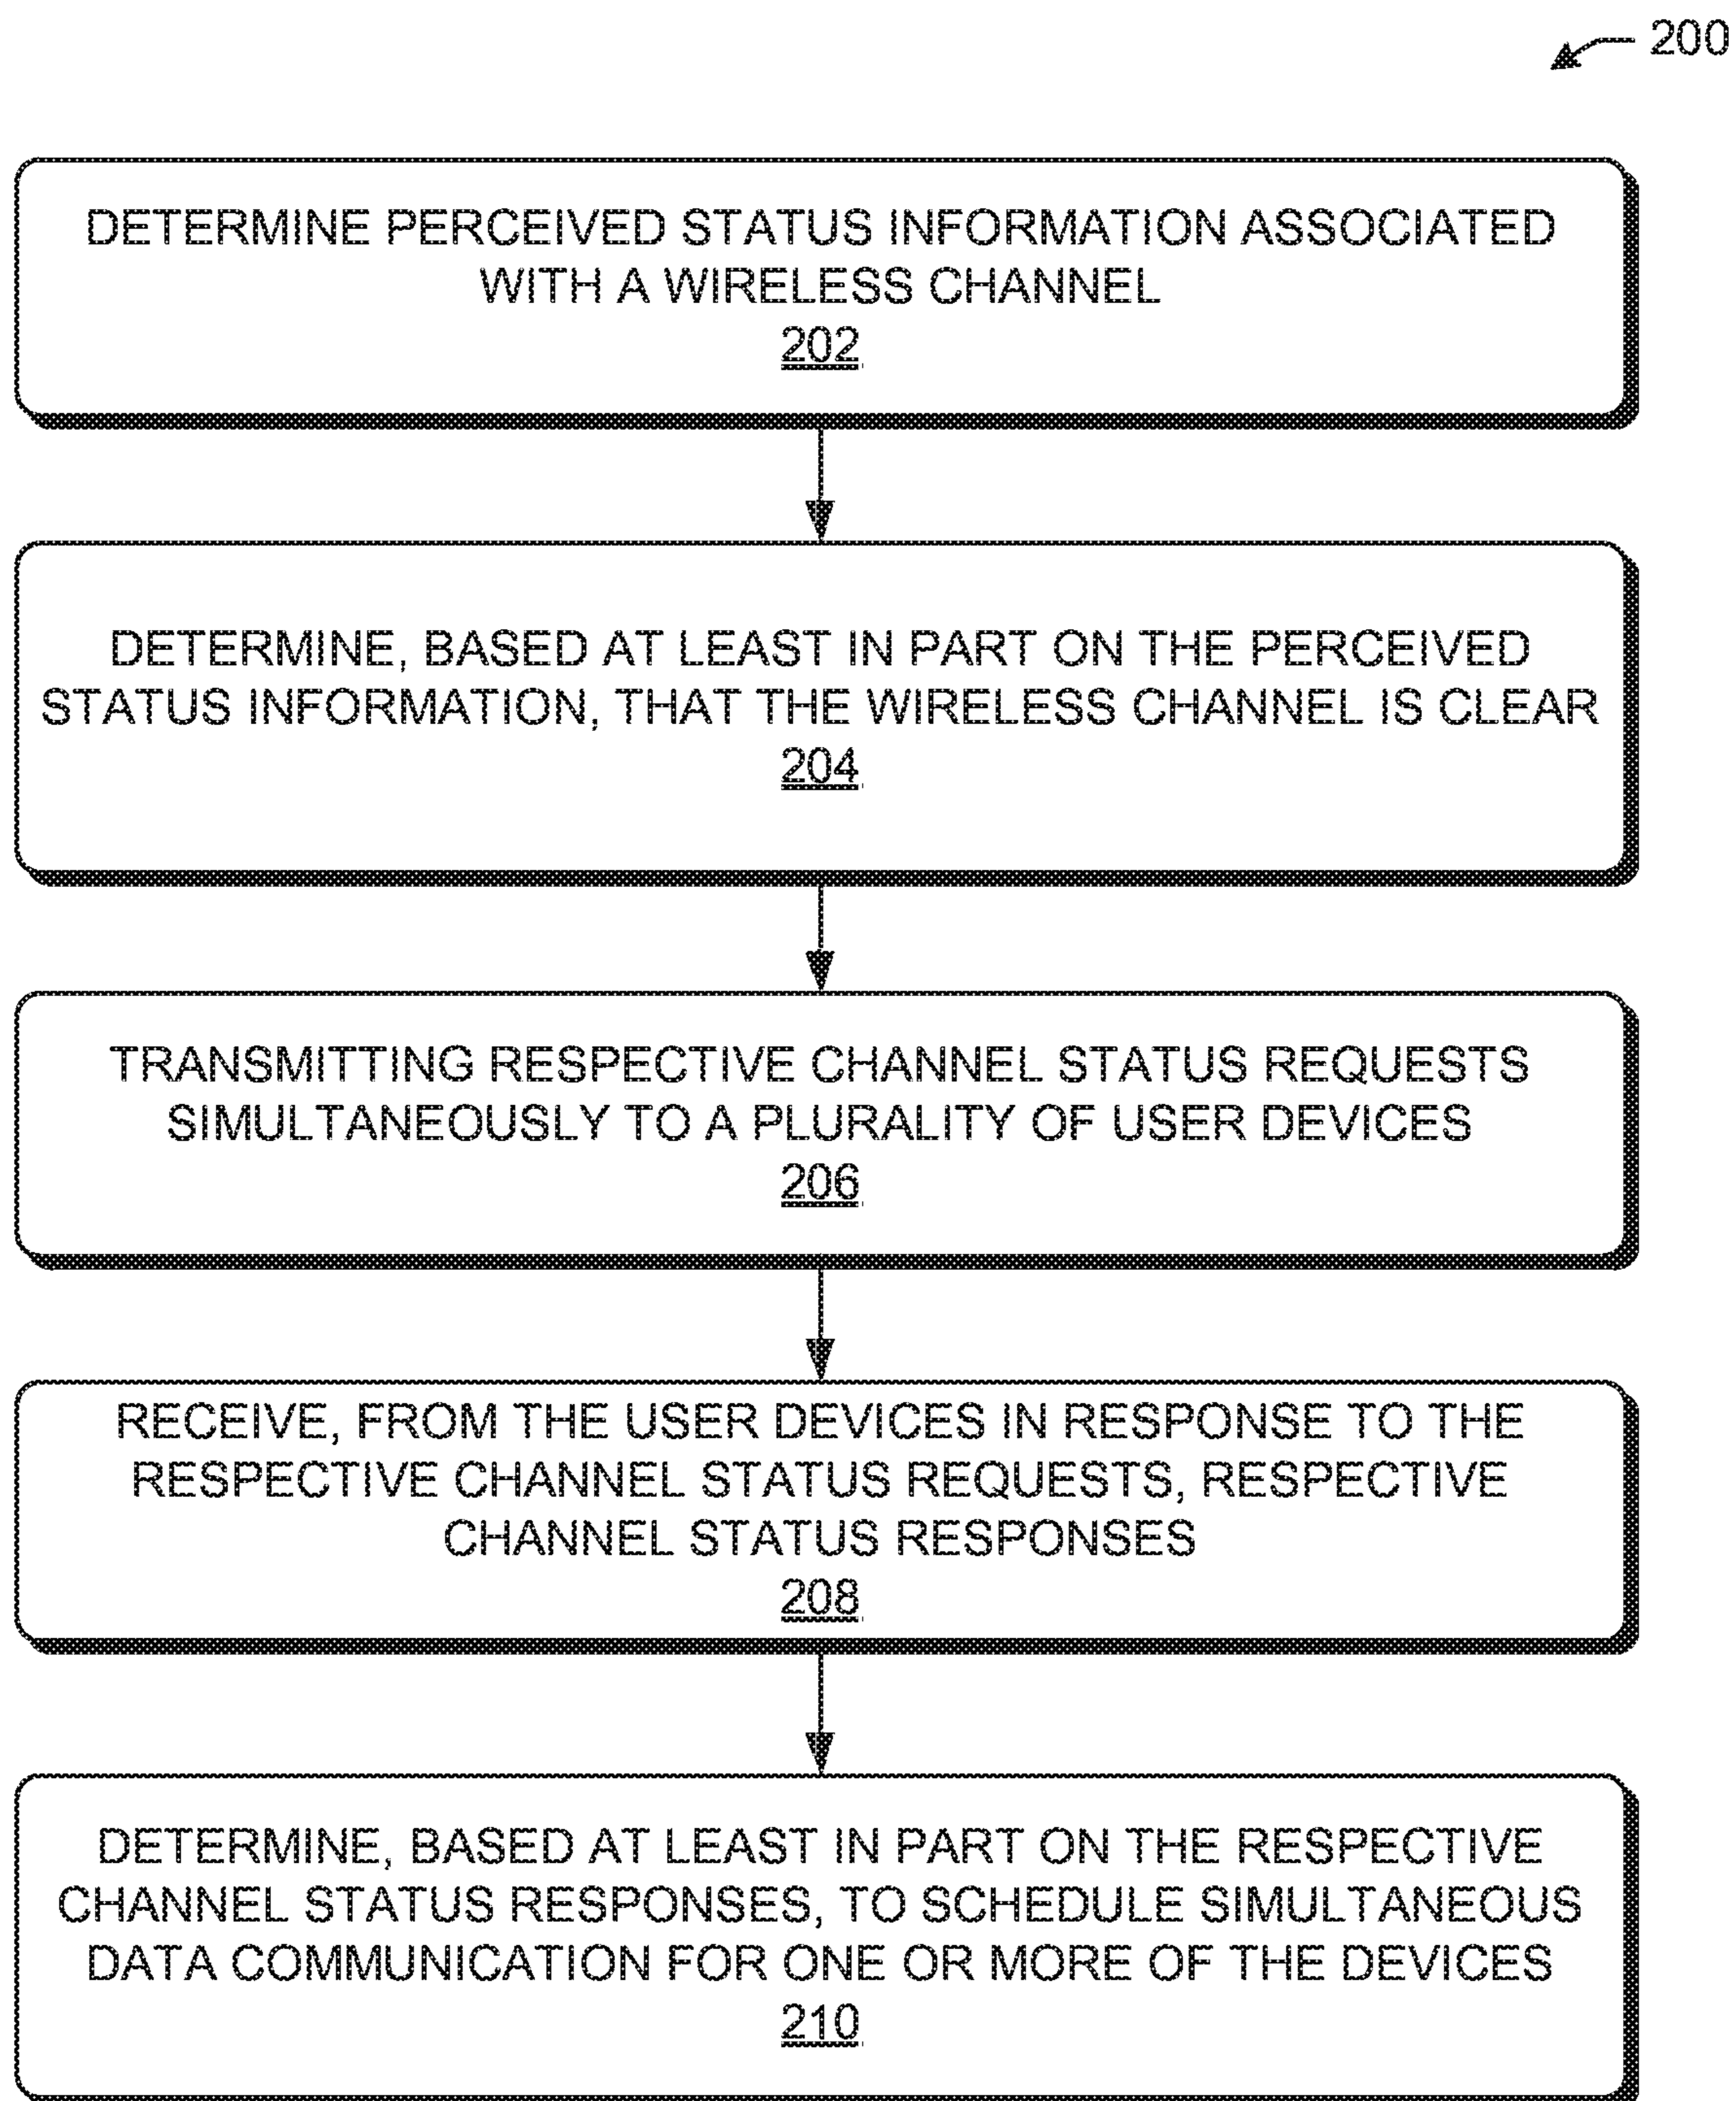 200
DETERMINE PERCEIVED STATUS INFORMATION ASSOCIATED
WITH A WIRELESS CHANNEL
202
DETERMINE, BASED AT LEAST IN PART ON THE PERCEIVED
STATUS INFORMATION, THAT THE WIRELESS CHANNEL IS CLEAR
204
TRANSMITTING RESPECTIVE CHANNEL STATUS REQUESTS
SIMULTANEOUSLY TO A PLURALITY OF USER DEVICES
206
RECEIVE, FROM THE USER DEVICES IN RESPONSE TO THE
RESPECTIVE CHANNEL STATUS REQUESTS, RESPECTIVE
CHANNEL STATUS RESPONSES
208
DETERMINE, BASED AT LEAST IN PART ON THE RESPECTIVE
CHANNEL STATUS RESPONSES, TO SCHEDULE SIMULTANEOUS
DATA COMMUNICATION FOR ONE OR MORE OF THE DEVICES
210